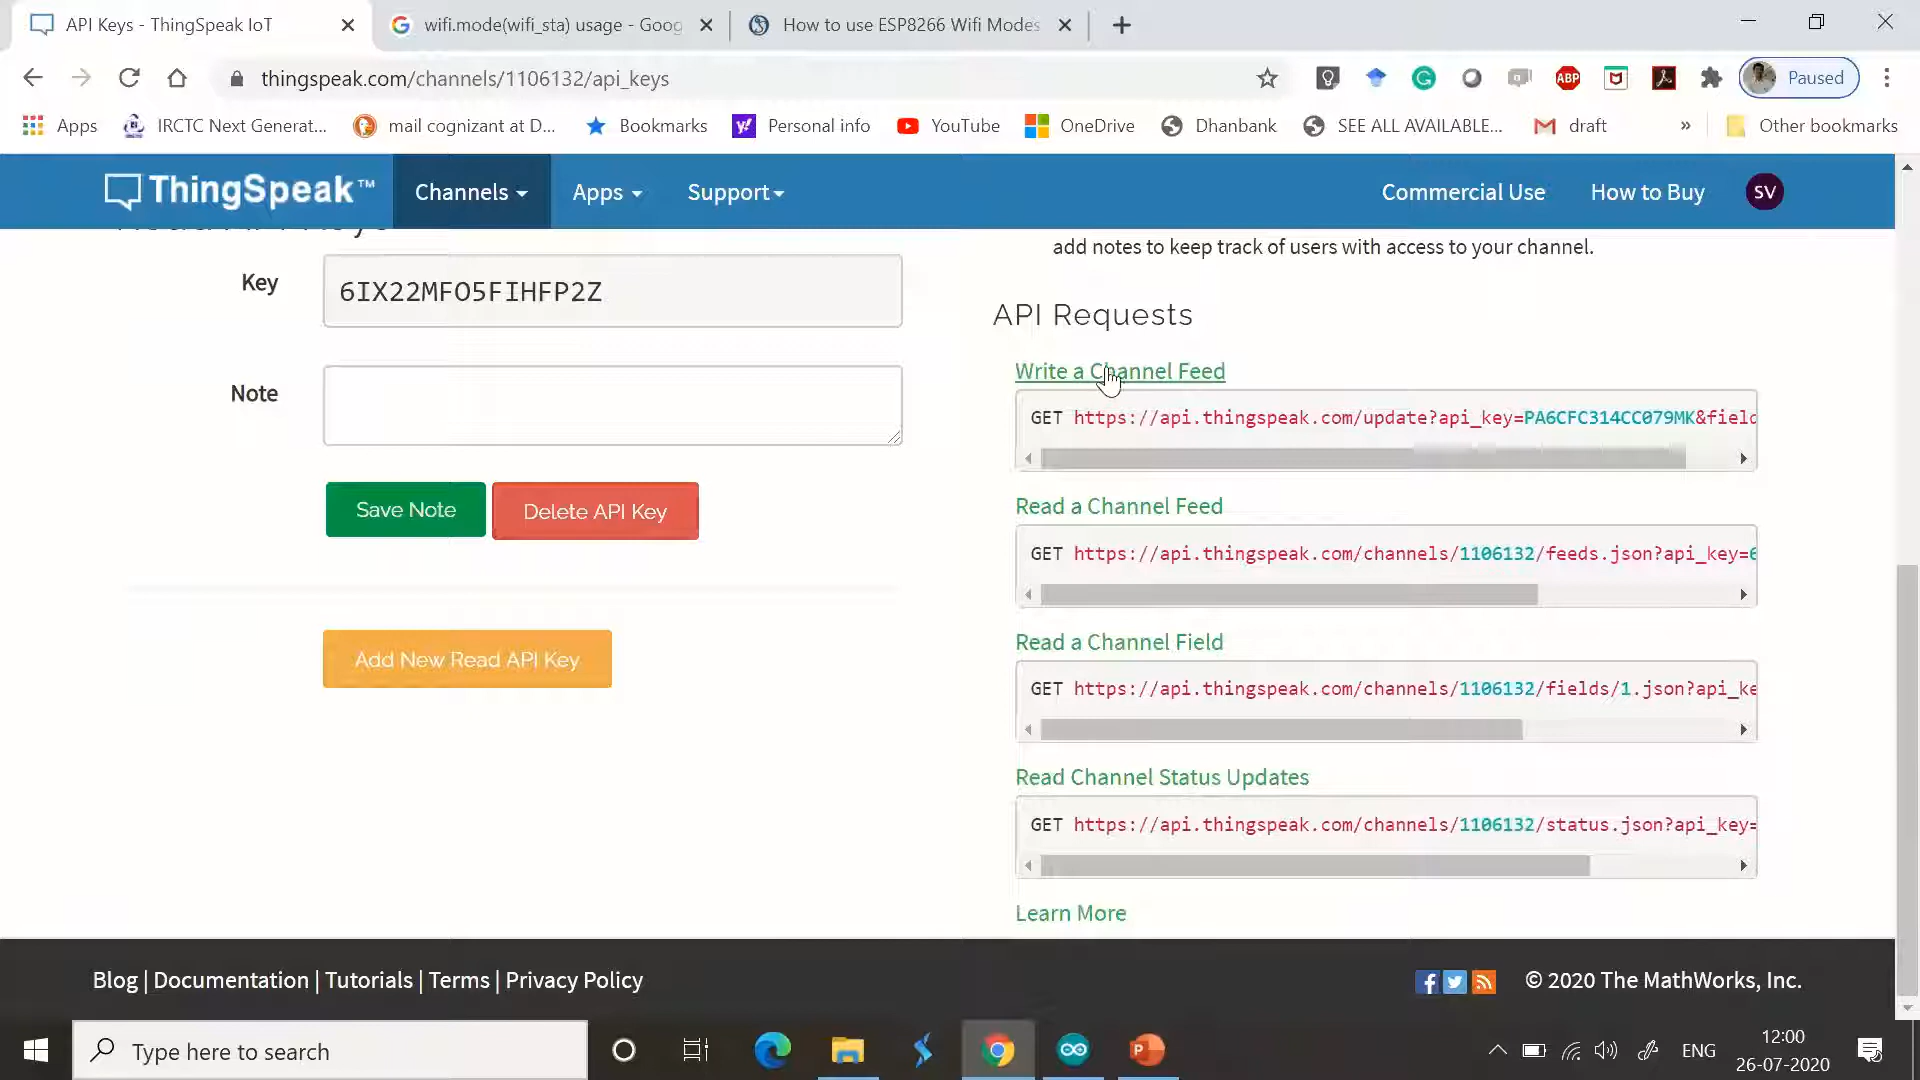 API Keys - ThingSpeak IoT
wifi.mode(wifi_sta) usage - Goog
How to use ESP8266 Wifi Modes
thingspeak.com/channels/1106132/api_keys
ABP
Paused
Apps
IRCTC Next Generat...
mail cognizant at D...
Bookmarks
Personal info
YouTube
OneDrive
Dhanbank
SEE ALL AVAILABLE...
draft
»
Other bookmarks
ThingSpeak™
Channels
Apps
Support
Commercial Use
How to Buy
SV
add notes to keep track of users with access to your channel.
Key
6IX22MFO5FIHFP2Z
Note
Save Note
Delete API Key
Add New Read API Key
API Requests
Write a Channel Feed
GET https://api.thingspeak.com/update?api_key=PA6CFC314CC079MK&field
Read a Channel Feed
GET https://api.thingspeak.com/channels/1106132/feeds.json?api_key=6
Read a Channel Field
GET https://api.thingspeak.com/channels/1106132/fields/1.json?api_ke
Read Channel Status Updates
GET https://api.thingspeak.com/channels/1106132/status.json?api_key=
Learn More
Blog | Documentation | Tutorials | Terms | Privacy Policy
© 2020 The MathWorks, Inc.
Type here to search
ENG
12:00
26-07-2020